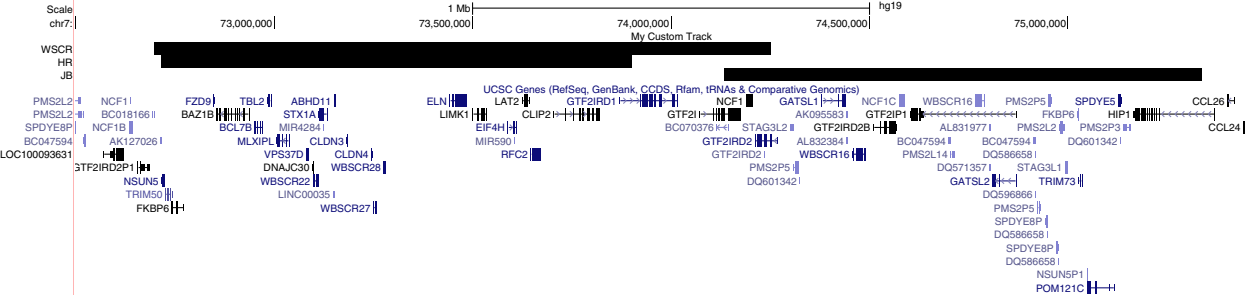 Scale 1 Mb hg19
chr7: 73,000,000 73,500,000 74,000,000 74,500,000 75,000,000
My Custom Track
WSCR
HR
JB
UCSC Genes (RefSeq, GenBank, CCDS, Rfam, tRNAs & Comparative Genomics)
PMS2L2 NCF1 FZD9 TBL2 ABHD11 ELN LAT2 GTF2IRD1 NCF1 GATSL1 NCF1C WBSCR16 PMS2P5 SPDYE5 CCL26
PMS2L2 BC018166 BAZ1B STX1A LIMK1 CLIP2 GTF2I AK095583 GTF2IP1 FKBP6 HIP1
SPDYE8P NCF1B BCL7B MIR4284 EIF4H BC070376 STAG3L2 GTF2IRD2B AL831977 PMS2L2 PMS2P3 CCL24
BC047594 AK127026 MLXIPL CLDN3 MIR590 GTF2IRD2 AL832384 BC047594 BC047594 DQ601342
LOC100093631 VPS37D CLDN4 RFC2 GTF2IRD2 WBSCR16 PMS2L14 DQ586658
GTF2IRD2P1 DNAJC30 WBSCR28 PMS2P5 DQ571357 STAG3L1
NSUN5 WBSCR22 DQ601342 GATSL2 TRIM73
TRIM50 LINC00035 DQ596866
FKBP6 WBSCR27 PMS2P5
SPDYE8P
DQ586658
SPDYE8P
DQ586658
NSUN5P1
POM121C